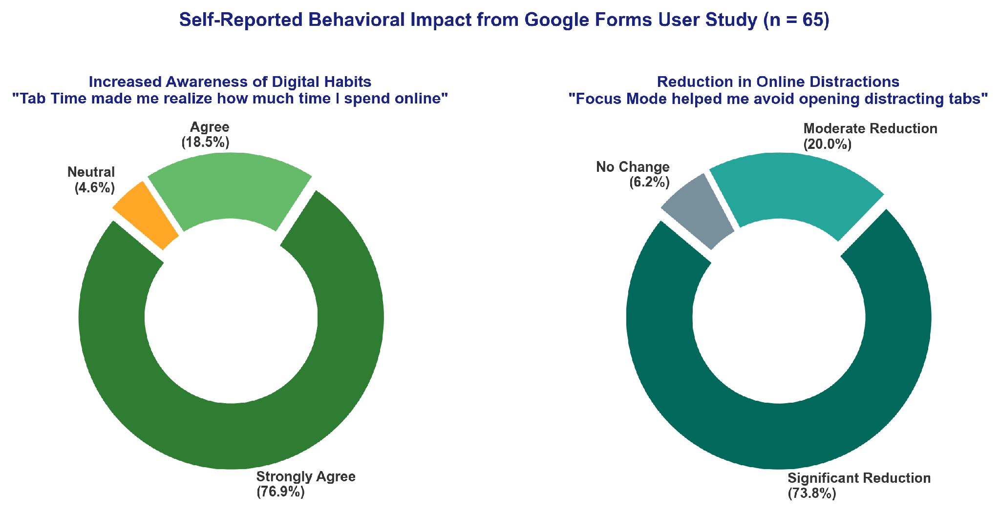 Self-Reported Behavioral Impact from Google Forms User Study (n = 65)
Increased Awareness of Digital Habits
"Tab Time made me realize how much time I spend online"
Agree
(18.5%)
Neutral
(4.6%)
Strongly Agree
(76.9%)
Reduction in Online Distractions
"Focus Mode helped me avoid opening distracting tabs"
Moderate Reduction
(20.0%)
No Change
(6.2%)
Significant Reduction
(73.8%)